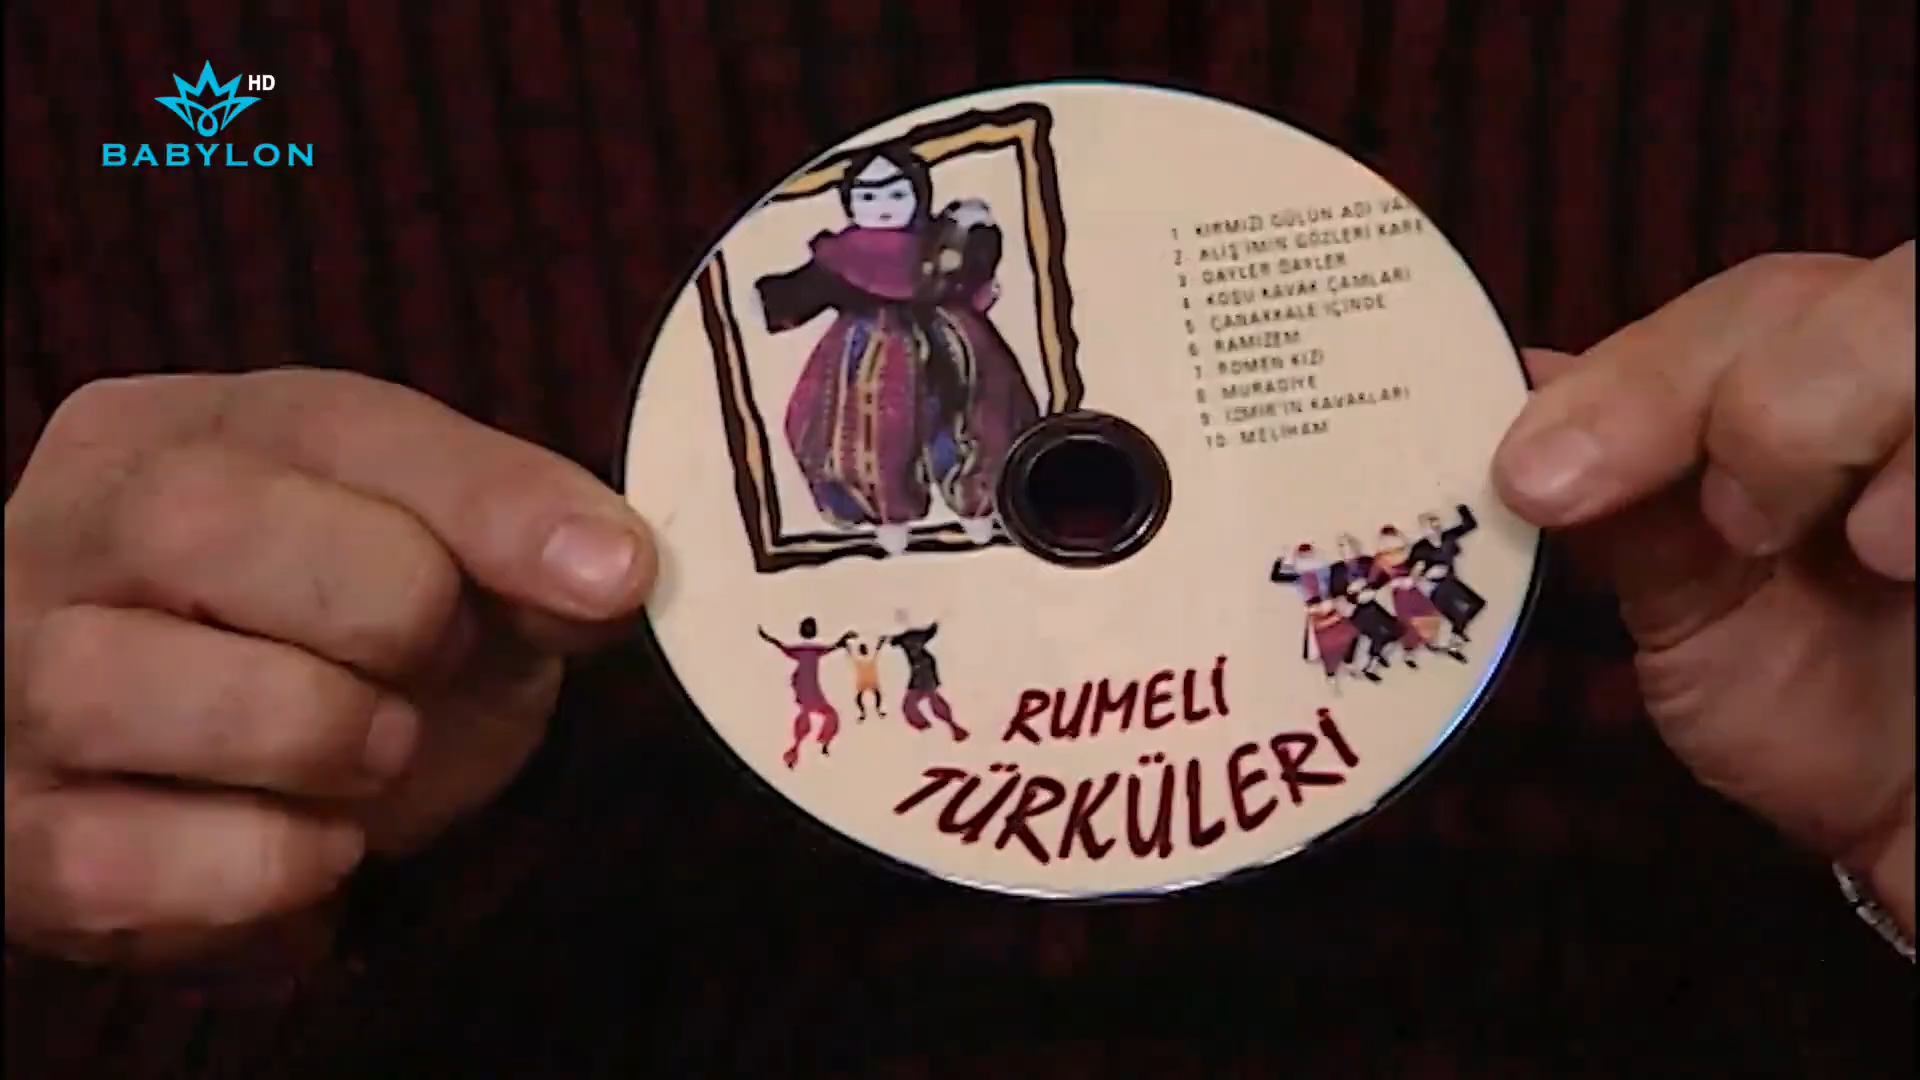 HD
BABYLON
1. KIRMIZI GÜLÜN ADI VA
2. ALİŞ'İMİN GÖZLERİ KARE
3. DAYLER DAYLER
4. KOŞU KAVAK ÇAMLARI
5. ÇANAKKALE İÇİNDE
6. RAMİZEM
7. ROMEN KIZI
8. MURADİYE
9. İZMİR'İN KAVAKLARI
10. MELİHAM
RUMELİ
TÜRKÜLERİ